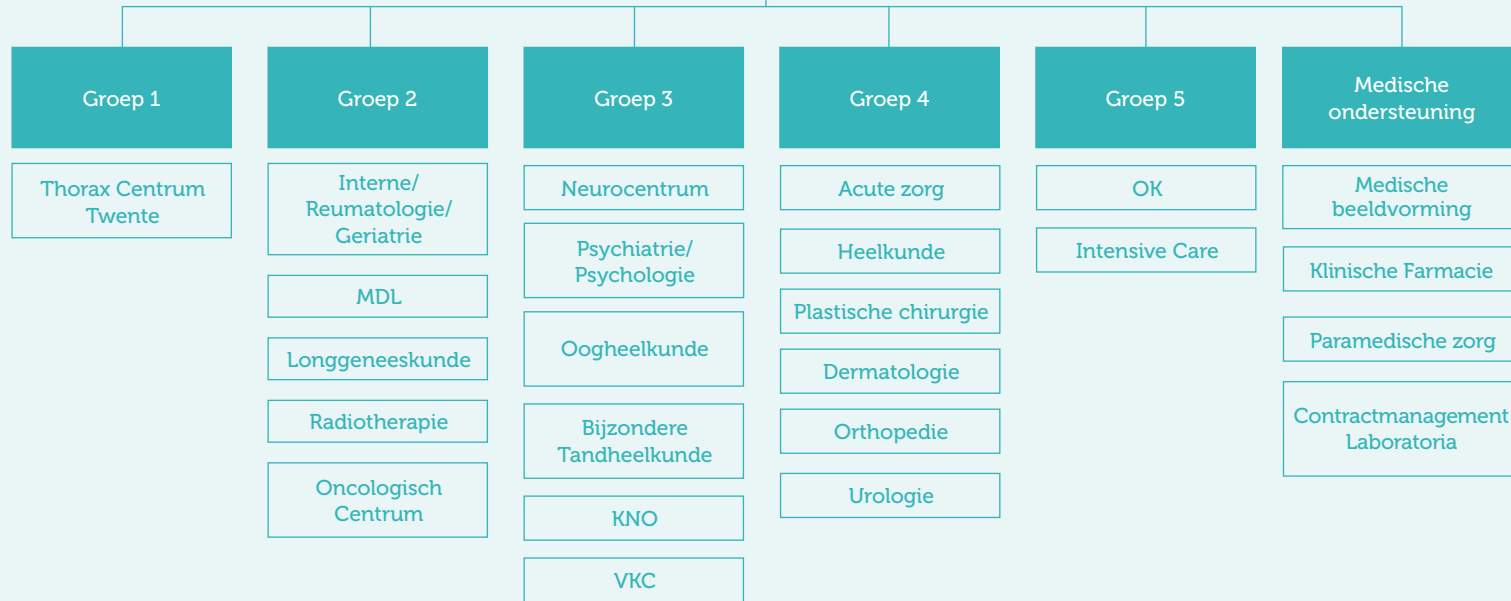 Groep 1
Thorax Centrum
Twente
Groep 2
Interne/
Reumatologie/
Geriatrie
MDL
Longgeneeskunde
Radiotherapie
Oncologisch
Centrum
Groep 3
Neurocentrum
Psychiatrie/
Psychologie
Oogheelkunde
Bijzondere
Tandheelkunde
KNO
VKC
Groep 4
Acute zorg
Heelkunde
Plastische chirurgie
Dermatologie
Orthopedie
Urologie
Groep 5
OK
Intensive Care
Medische
ondersteuning
Medische
beeldvorming
Klinische Farmacie
Paramedische zorg
Contractmanagement
Laboratoria